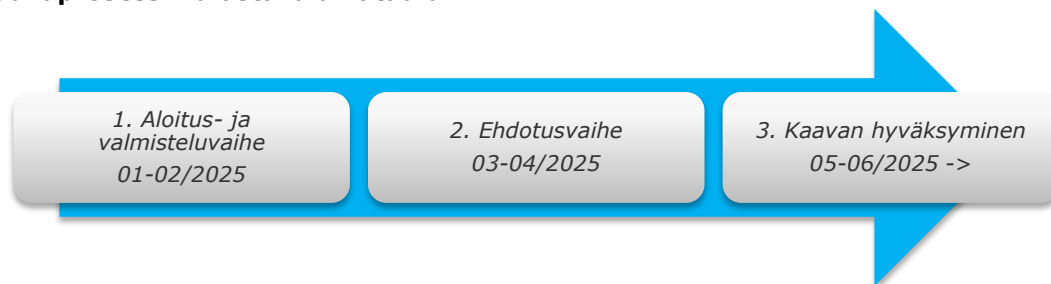 1. Aloitus- ja
valmisteluvaihe
01-02/2025
2. Ehdotusvaihe
03-04/2025
3. Kaavan hyväksyminen
05-06/2025 ->